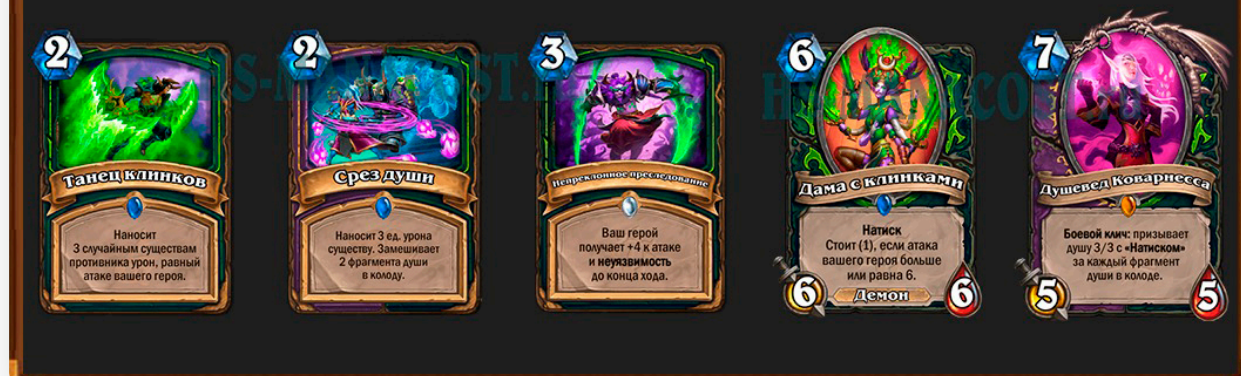 2
Танец клинков
Наносит
3 случайным существам
противника урон, равный
атаке вашего героя.
2
Срез души
Наносит 3 ед. урона
существу. Замешивает
2 фрагмента души
в колоду.
3
Непреклонное преследование
Ваш герой
получает +4 к атаке
и неуязвимость
до конца хода.
6
Дама с клинками
Натиск
Стоит (1), если атака
вашего героя больше
или равна 6.
6
Демон
6
7
Душевед Коварнесса
Боевой клич: призывает
душу 3/3 с «Натиском»
за каждый фрагмент
души в колоде.
5
5